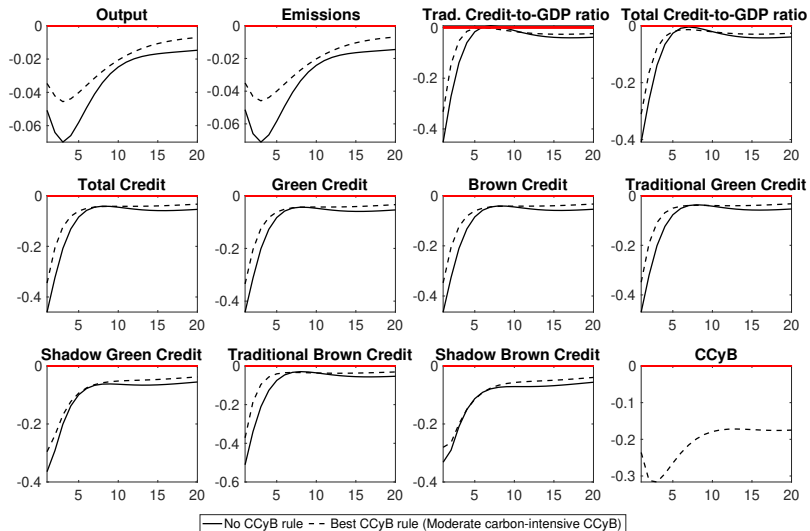 Output
Emissions
Trad. Credit-to-GDP ratio
Total Credit-to-GDP ratio
0
-0.02
-0.04
-0.06
5 10 15 20
0
-0.02
-0.04
-0.06
5 10 15 20
0
-0.2
-0.4
5 10 15 20
0
-0.2
-0.4
5 10 15 20
Total Credit
Green Credit
Brown Credit
Traditional Green Credit
0
-0.2
-0.4
5 10 15 20
0
-0.2
-0.4
5 10 15 20
0
-0.2
-0.4
5 10 15 20
0
-0.2
-0.4
5 10 15 20
Shadow Green Credit
Traditional Brown Credit
Shadow Brown Credit
CCyB
0
-0.2
-0.4
5 10 15 20
0
-0.2
-0.4
-0.6
5 10 15 20
0
-0.2
-0.4
5 10 15 20
0
-0.1
-0.2
-0.3
5 10 15 20
No CCyB rule
Best CCyB rule (Moderate carbon-intensive CCyB)